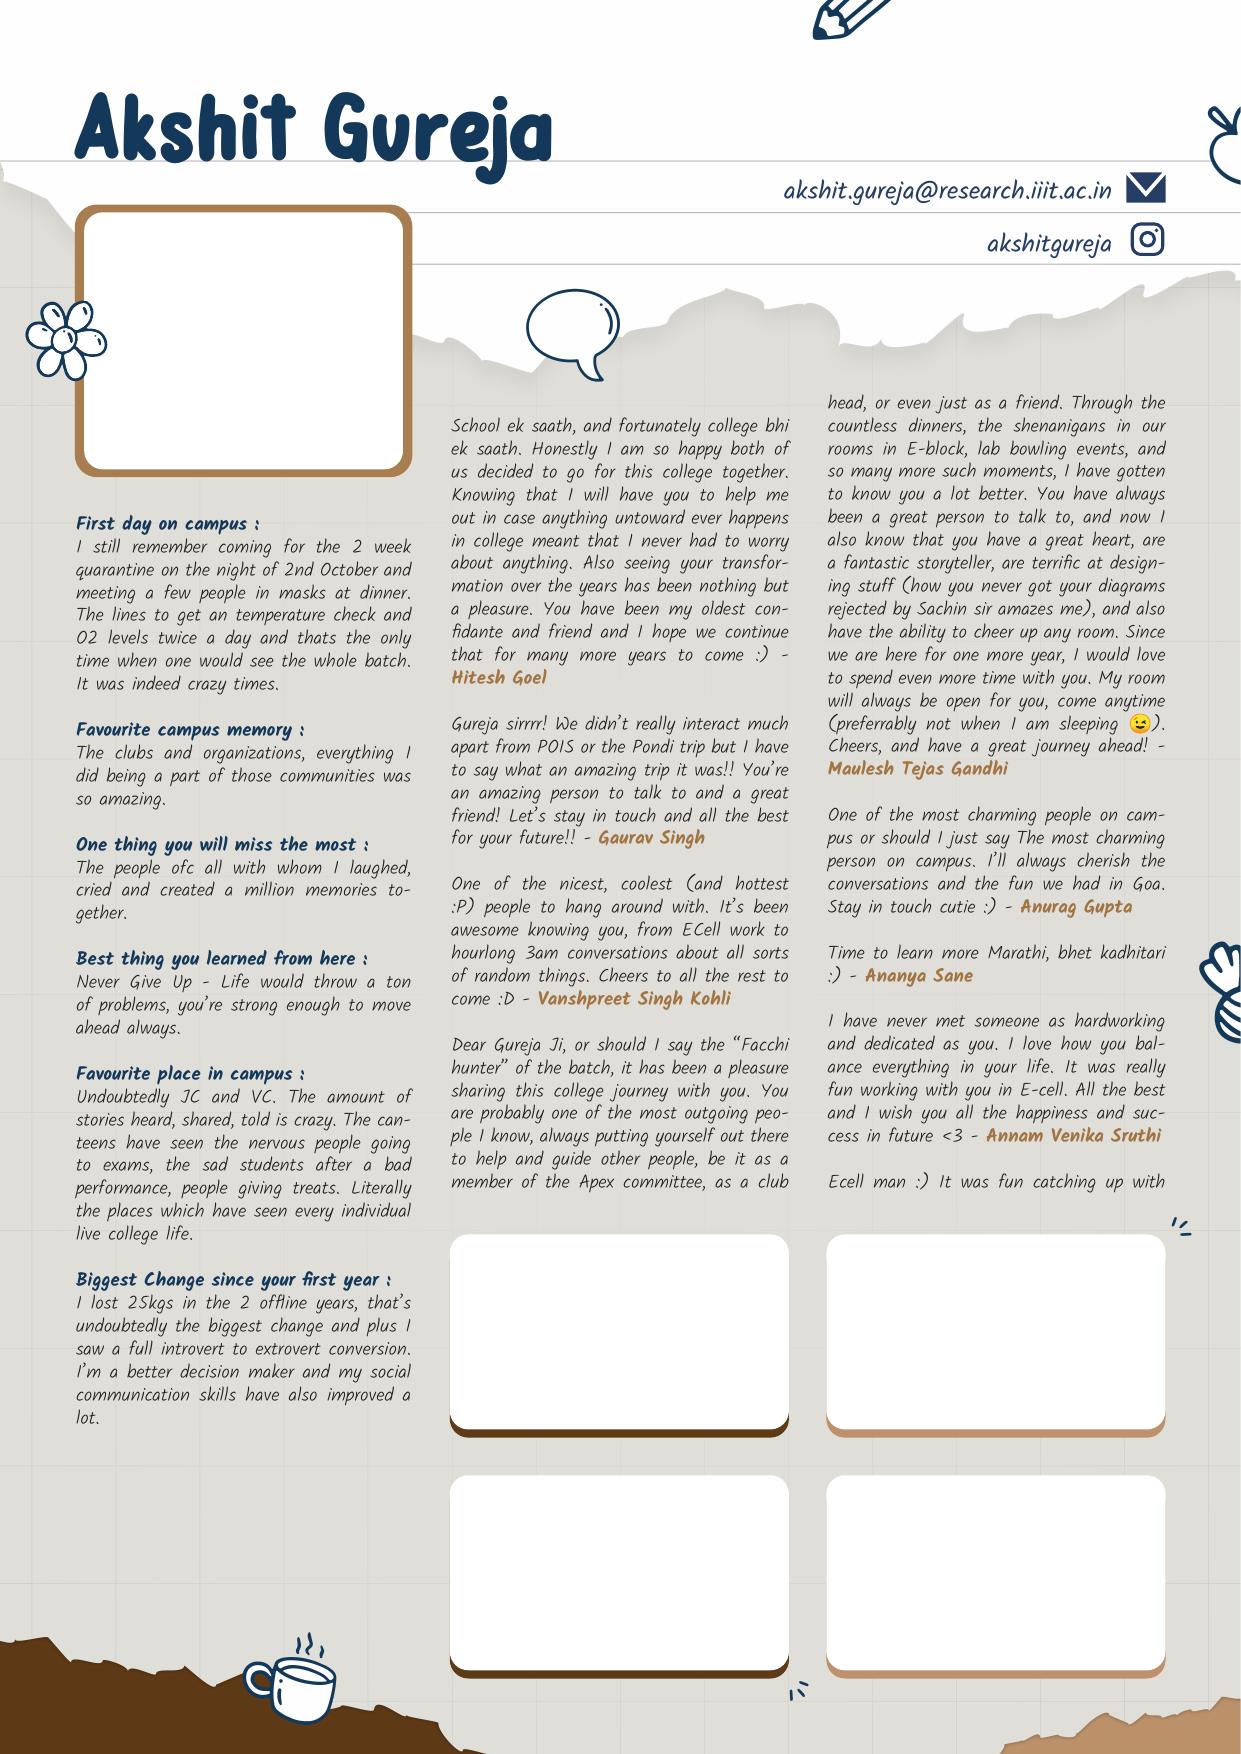 Akshit Gureja
akshit.gureja@research.iiit.ac.in
akshitgureja
First day on campus :
I still remember coming for the 2 week
quarantine on the night of 2nd October and
meeting a few people in masks at dinner.
The lines to get an temperature check and
O2 levels twice a day and thats the only
time when one would see the whole batch.
It was indeed crazy times.
Favourite campus memory :
The clubs and organizations, everything I
did being a part of those communities was
so amazing.
One thing you will miss the most :
The people ofc all with whom I laughed,
cried and created a million memories to-
gether.
Best thing you learned from here :
Never Give Up - Life would throw a ton
of problems, you're strong enough to move
ahead always.
Favourite place in campus :
Undoubtedly JC and VC. The amount of
stories heard, shared, told is crazy. The can-
teens have seen the nervous people going
to exams, the sad students after a bad
performance, people giving treats. Literally
the places which have seen every individual
live college life.
Biggest Change since your first year :
I lost 25kgs in the 2 offline years, that's
undoubtedly the biggest change and plus I
saw a full introvert to extrovert conversion.
I'm a better decision maker and my social
communication skills have also improved a
lot.
School ek saath, and fortunately college bhi
ek saath. Honestly I am so happy both of
us decided to go for this college together.
Knowing that I will have you to help me
out in case anything untoward ever happens
in college meant that I never had to worry
about anything. Also seeing your transfor-
mation over the years has been nothing but
a pleasure. You have been my oldest con-
fidante and friend and I hope we continue
that for many more years to come :) -
Hitesh Goel
Gureja sirrr! We didn't really interact much
apart from POIS or the Pondi trip but I have
to say what an amazing trip it was!! You're
an amazing person to talk to and a great
friend! Let's stay in touch and all the best
for your future!! - Gaurav Singh
One of the nicest, coolest (and hottest
:P) people to hang around with. It's been
awesome knowing you, from ECell work to
hourlong 3am conversations about all sorts
of random things. Cheers to all the rest to
come :D - Vanshpreet Singh Kohli
Dear Gureja Ji, or should I say the “Facchi
hunter” of the batch, it has been a pleasure
sharing this college journey with you. You
are probably one of the most outgoing peo-
ple I know, always putting yourself out there
to help and guide other people, be it as a
member of the Apex committee, as a club
head, or even just as a friend. Through the
countless dinners, the shenanigans in our
rooms in E-block, lab bowling events, and
so many more such moments, I have gotten
to know you a lot better. You have always
been a great person to talk to, and now I
also know that you have a great heart, are
a fantastic storyteller, are terrific at design-
ing stuff (how you never got your diagrams
rejected by Sachin sir amazes me), and also
have the ability to cheer up any room. Since
we are here for one more year, I would love
to spend even more time with you. My room
will always be open for you, come anytime
(preferrably not when I am sleeping 😉).
Cheers, and have a great journey ahead! -
Maulesh Tejas Gandhi
One of the most charming people on cam-
pus or should I just say The most charming
person on campus. I'll always cherish the
conversations and the fun we had in Goa.
Stay in touch cutie :) - Anurag Gupta
Time to learn more Marathi, bhet kadhitari
:) - Ananya Sane
I have never met someone as hardworking
and dedicated as you. I love how you bal-
ance everything in your life. It was really
fun working with you in E-cell. All the best
and I wish you all the happiness and suc-
cess in future <3 - Annam Venika Sruthi
Ecell man :) It was fun catching up with